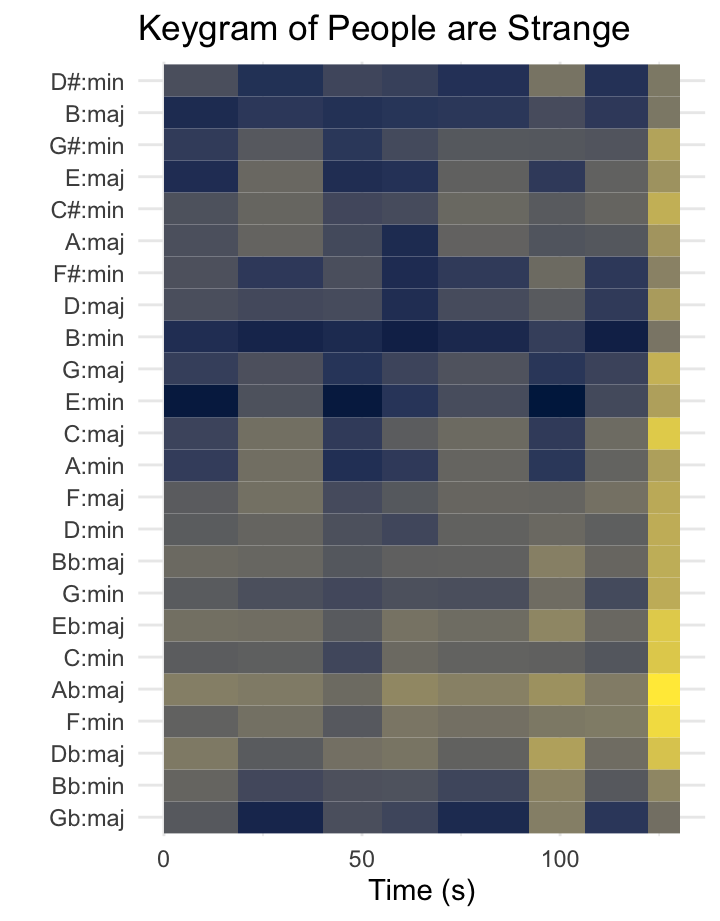 Keygram of People are Strange
D#:min
B:maj
G#:min
E:maj
C#:min
A:maj
F#:min
D:maj
B:min
G:maj
E:min
C:maj
A:min
F:maj
D:min
Bb:maj
G:min
Eb:maj
C:min
Ab:maj
F:min
Db:maj
Bb:min
Gb:maj
0 50 100
Time (s)